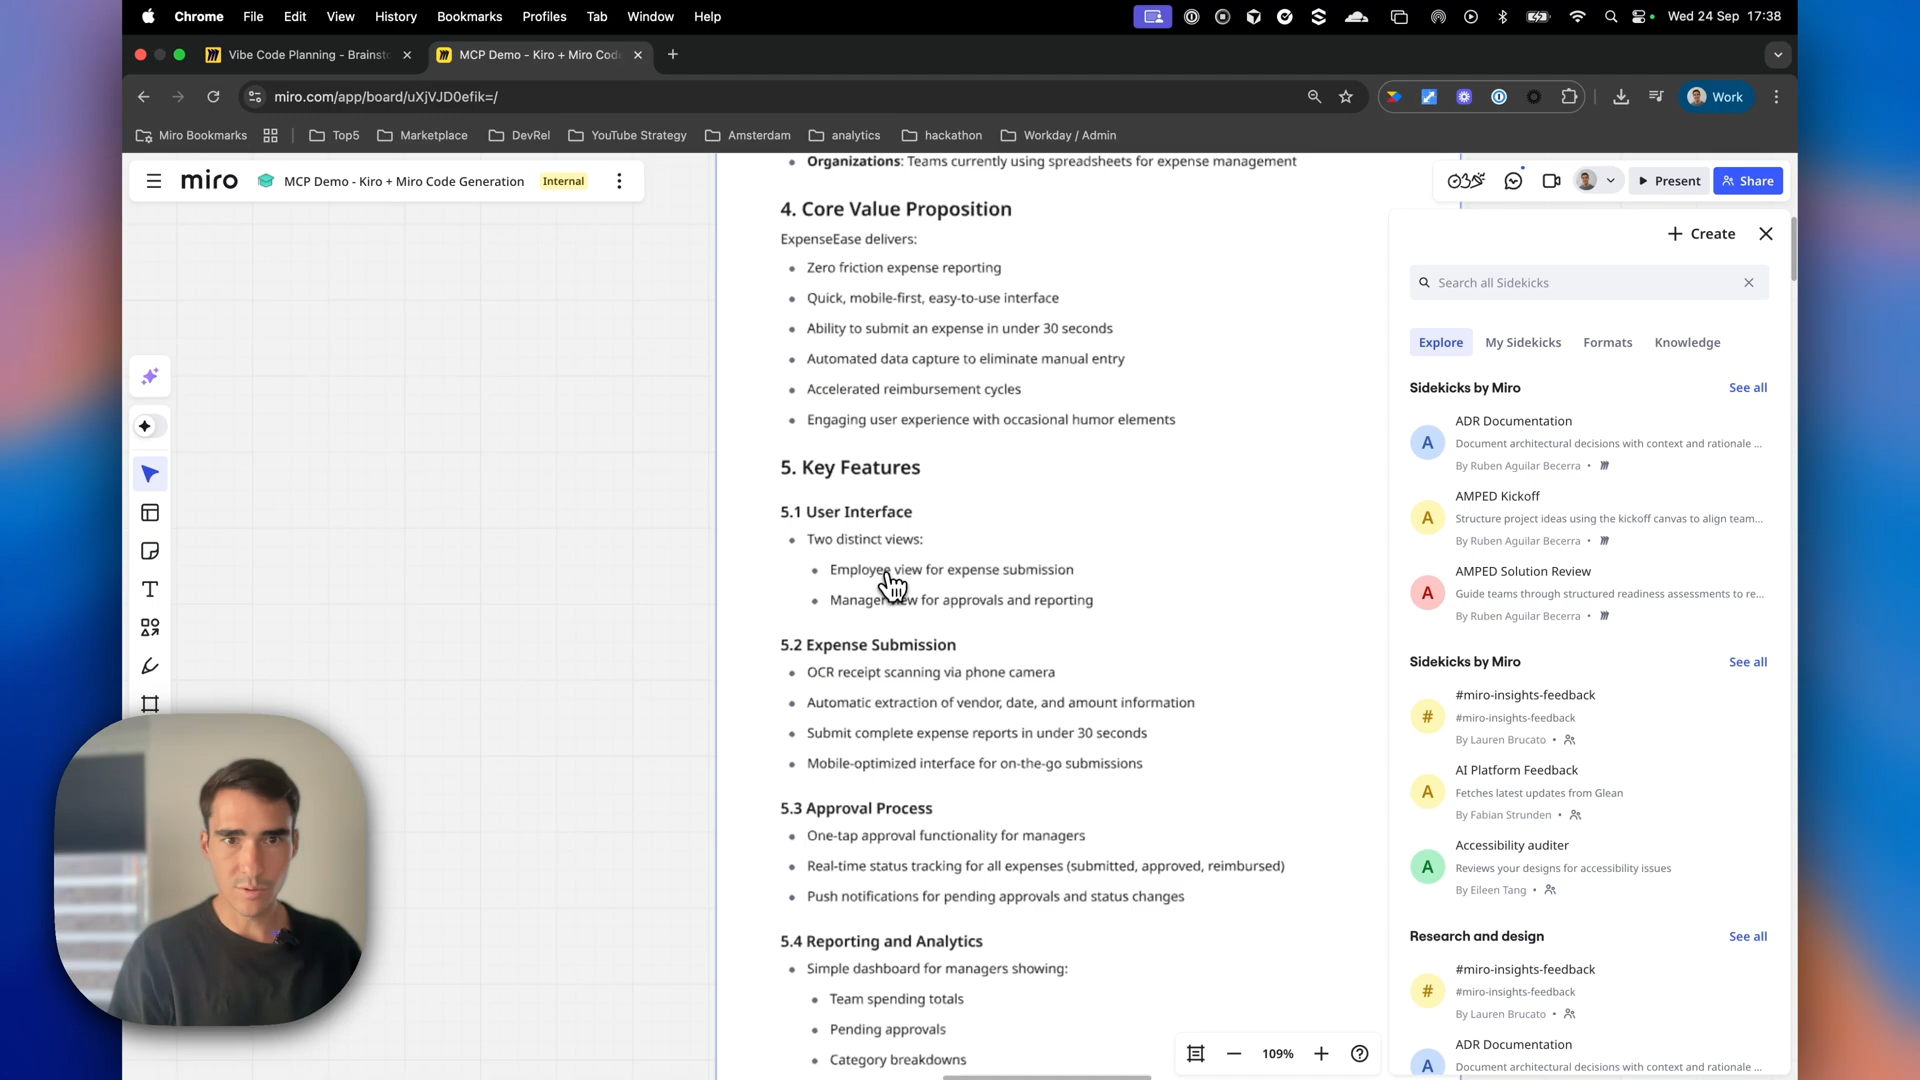 Chrome File Edit View History Bookmarks Profiles Tab Window Help Wed 24 Sep 17:38
Vibe Code Planning - Brainsto MCP Demo - Kiro + Miro Cod
miro.com/app/board/uXjVJD0efik=/ Work
Miro Bookmarks Top5 Marketplace DevRel YouTube Strategy Amsterdam analytics hackathon Workday / Admin
miro MCP Demo - Kiro + Miro Code Generation Internal
Present Share
Organizations: Teams currently using spreadsheets for expense management
4. Core Value Proposition
ExpenseEase delivers:
Zero friction expense reporting
Quick, mobile-first, easy-to-use interface
Ability to submit an expense in under 30 seconds
Automated data capture to eliminate manual entry
Accelerated reimbursement cycles
Engaging user experience with occasional humor elements
5. Key Features
5.1 User Interface
Two distinct views:
Employee view for expense submission
Manager view for approvals and reporting
5.2 Expense Submission
OCR receipt scanning via phone camera
Automatic extraction of vendor, date, and amount information
Submit complete expense reports in under 30 seconds
Mobile-optimized interface for on-the-go submissions
5.3 Approval Process
One-tap approval functionality for managers
Real-time status tracking for all expenses (submitted, approved, reimbursed)
Push notifications for pending approvals and status changes
5.4 Reporting and Analytics
Simple dashboard for managers showing:
Team spending totals
Pending approvals
Category breakdowns
109%
Create
Search all Sidekicks
Explore My Sidekicks Formats Knowledge
Sidekicks by Miro See all
A ADR Documentation
Document architectural decisions with context and rationale ...
By Ruben Aguilar Becerra •
A AMPED Kickoff
Structure project ideas using the kickoff canvas to align team...
By Ruben Aguilar Becerra •
A AMPED Solution Review
Guide teams through structured readiness assessments to re...
By Ruben Aguilar Becerra •
Sidekicks by Miro See all
# #miro-insights-feedback
#miro-insights-feedback
By Lauren Brucato •
A AI Platform Feedback
Fetches latest updates from Glean
By Fabian Strunden •
A Accessibility auditer
Reviews your designs for accessibility issues
By Eileen Tang •
Research and design See all
# #miro-insights-feedback
#miro-insights-feedback
By Lauren Brucato •
A ADR Documentation
Document architectural decisions with context and rationale ...